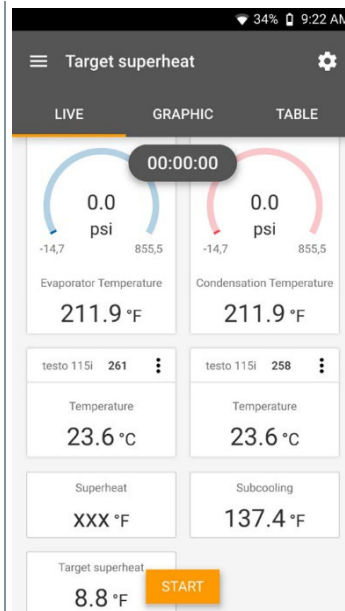 34% 9:22 AM
Target superheat
LIVE GRAPHIC TABLE
00:00:00
0.0 0.0
psi psi
-14,7 855,5 -14,7 855,5
Evaporator Temperature Condensation Temperature
211.9 °F 211.9 °F
testo 115i 261 testo 115i 258
Temperature Temperature
23.6 °C 23.6 °C
Superheat Subcooling
xxx °F 137.4 °F
Target superheat
8.8 °F START